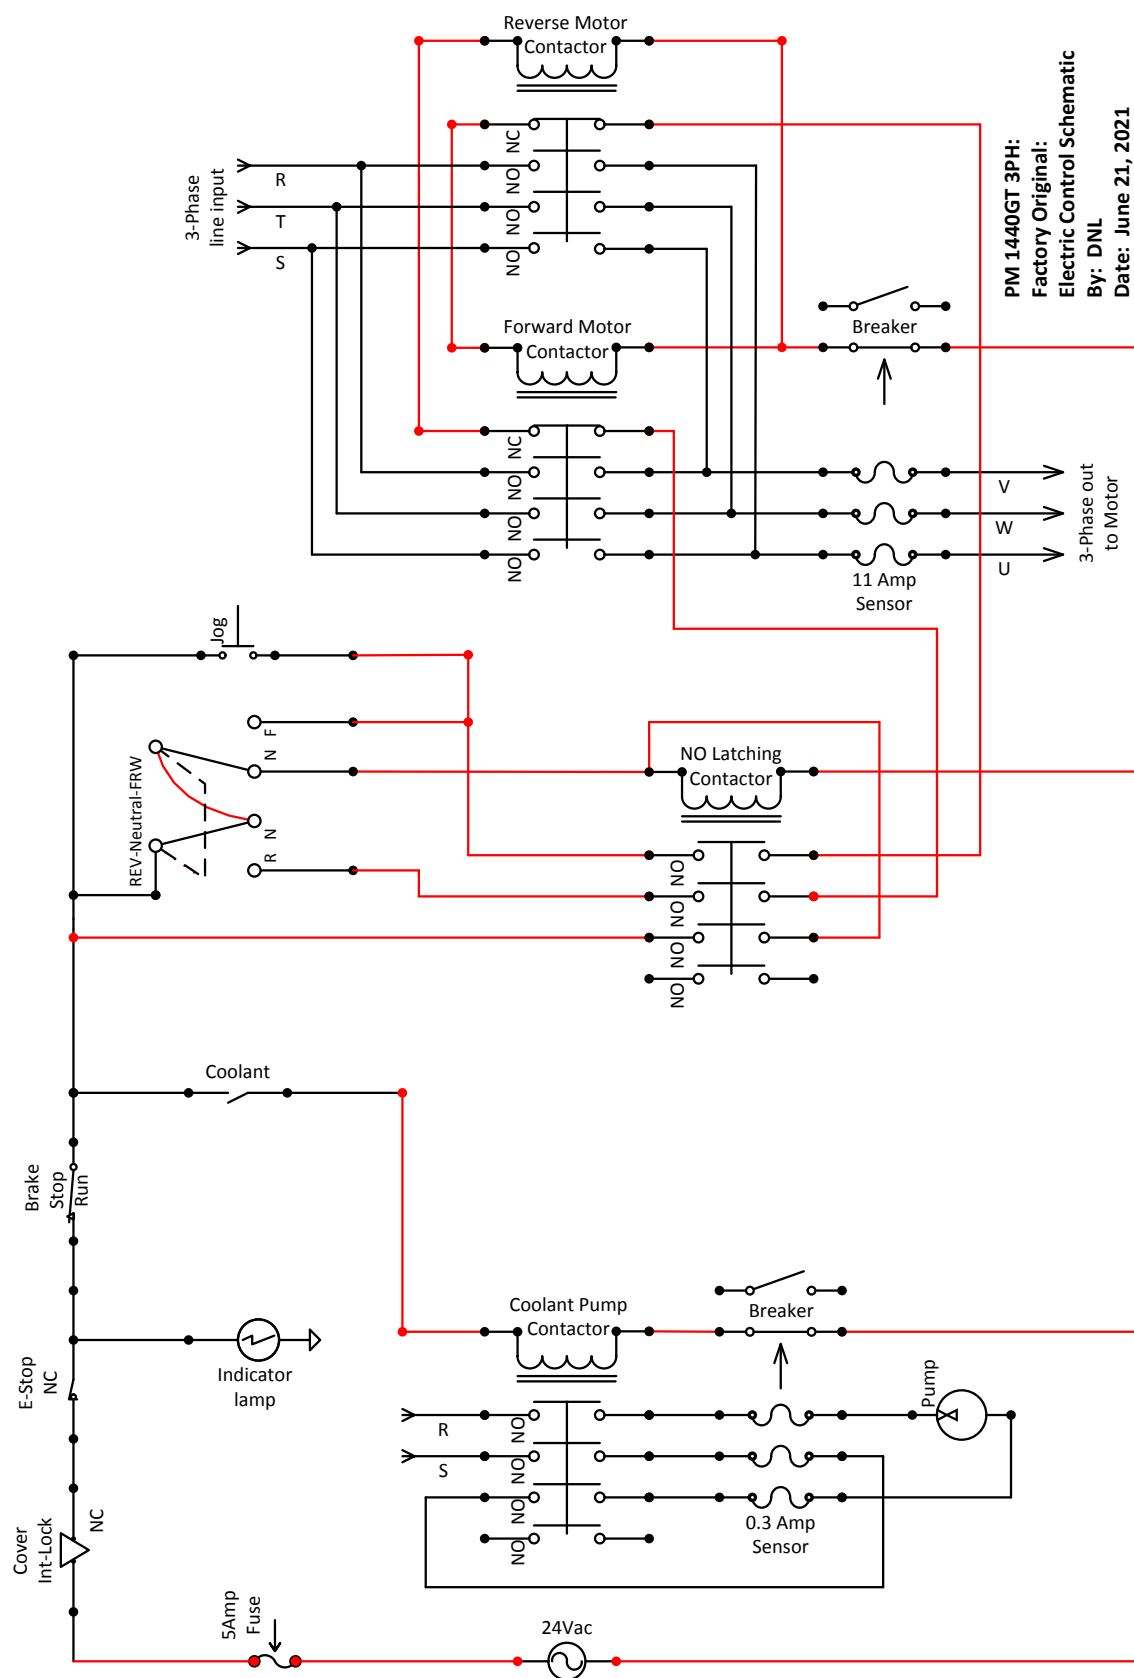 Reverse Motor
Contactor
NC
NO
NO
NO
3-Phase
line input
R
T
S
PM 1440GT 3PH:
Factory Original:
Electric Control Schematic
By: DNL
Date: June 21, 2021
Forward Motor
Contactor
Breaker
NC
NO
NO
NO
V
W
U
3-Phase out
to Motor
11 Amp
Sensor
Jog
REV-Neutral-FRW
F
N
N
R
NO Latching
Contactor
NO
NO
NO
NO
Coolant
Brake
Stop
Run
Coolant Pump
Contactor
Breaker
Indicator
lamp
E-Stop
NC
R
S
NO
NO
NO
NO
Pump
0.3 Amp
Sensor
Cover
Int-Lock
NC
5Amp
Fuse
24Vac